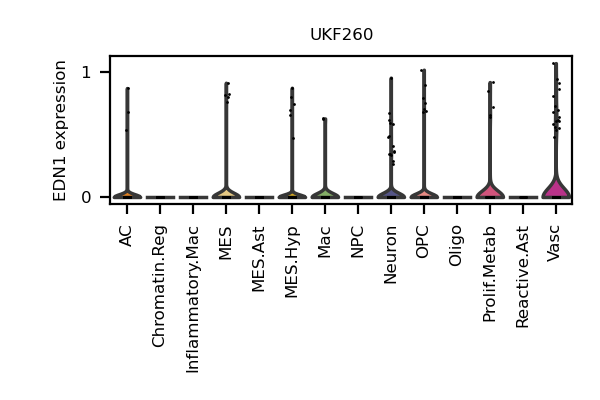 UKF260
EDN1 expression
1
0
AC
Chromatin.Reg
Inflammatory.Mac
MES
MES.Ast
MES.Hyp
Mac
NPC
Neuron
OPC
Oligo
Prolif.Metab
Reactive.Ast
Vasc